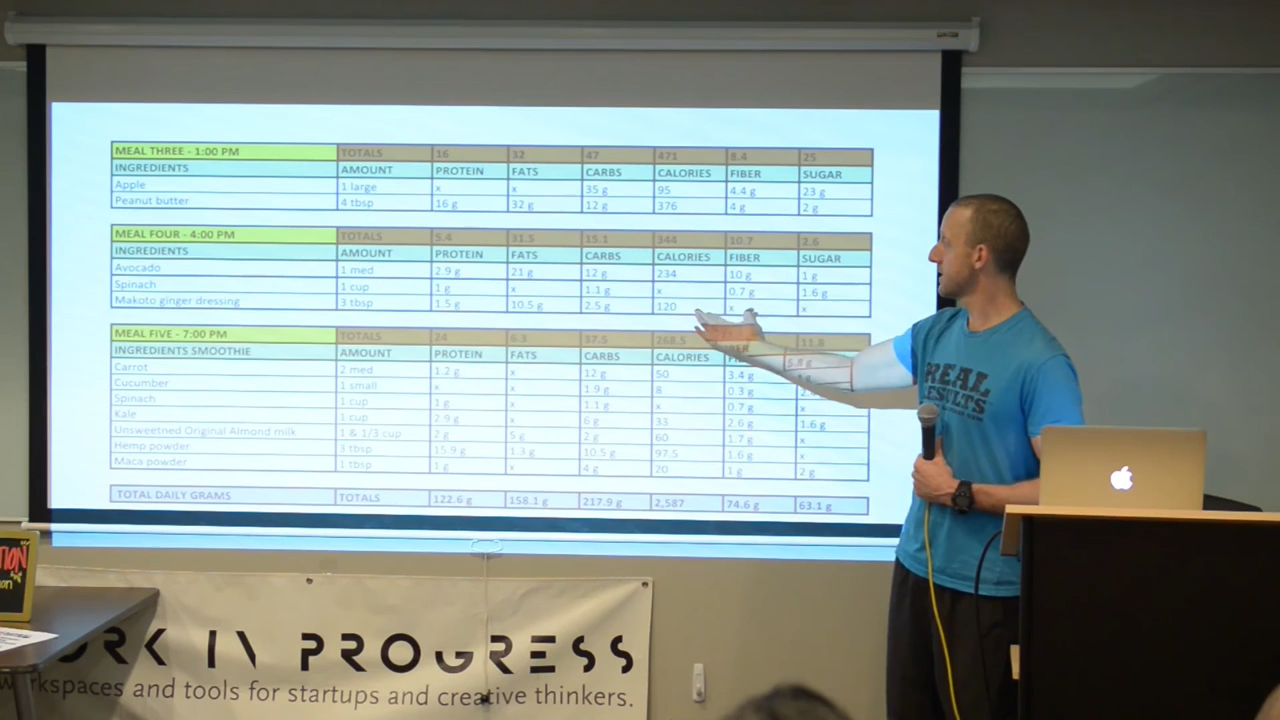 MEAL THREE - 1:00 PM TOTALS 16 32 47 471 8.4 25
INGREDIENTS AMOUNT PROTEIN FATS CARBS CALORIES FIBER SUGAR
Apple 1 large x x 35 g 95 4.4 g 23 g
Peanut butter 4 tbsp 16 g 32 g 12 g 376 4 g 2 g
MEAL FOUR - 4:00 PM TOTALS 5.4 31.5 15.1 344 10.7 2.6
INGREDIENTS AMOUNT PROTEIN FATS CARBS CALORIES FIBER SUGAR
Avocado 1 med 2.9 g 21 g 12 g 234 10 g 1 g
Spinach 1 cup 1 g x 1.1 g x 0.7 g 1.6 g
Makoto ginger dressing 3 tbsp 1.5 g 10.5 g 2.5 g 120 x x
MEAL FIVE - 7:00 PM TOTALS 24 6.3 37.5 268.5 11.8
INGREDIENTS SMOOTHIE AMOUNT PROTEIN FATS CARBS CALORIES
Carrot 2 med 1.2 g x 12 g 50 3.4 g 5.8 g
Cucumber 1 small x x 1.9 g 8 0.3 g
Spinach 1 cup 1 g x 1.1 g x 0.7 g
Kale 1 cup 2.9 g x 6 g 33 2.6 g 1.6 g
Unsweetned Original Almond milk 1 & 1/3 cup 2 g 5 g 2 g 60 1.7 g x
Hemp powder 3 tbsp 15.9 g 1.3 g 10.5 g 97.5 1.6 g x
Maca powder 1 tbsp 1 g x 4 g 20 1 g 2 g
TOTAL DAILY GRAMS TOTALS 122.6 g 158.1 g 217.9 g 2,587 74.6 g 63.1 g
REAL
RESULTS
TION
on
ORK IN PROGRESS
workspaces and tools for startups and creative thinkers.